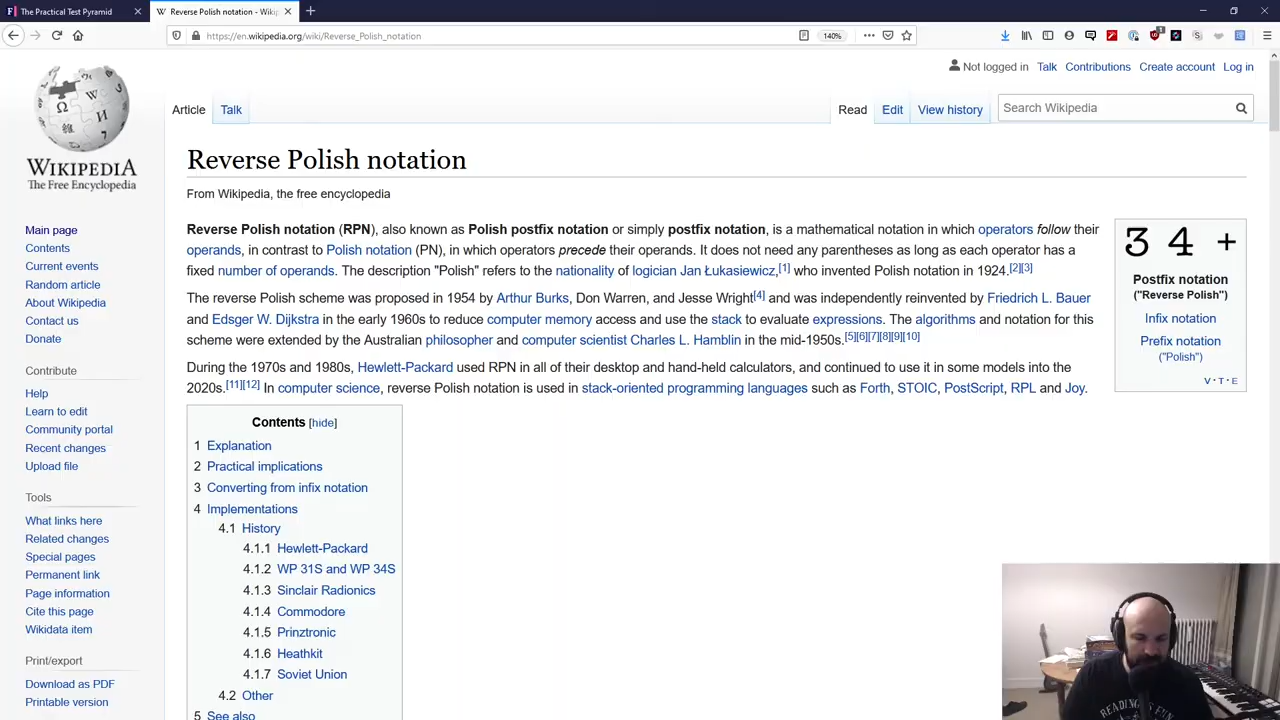 The Practical Test Pyramid
Reverse Polish notation - Wiki
https://en.wikipedia.org/wiki/Reverse_Polish_notation
140%
Not logged in Talk Contributions Create account Log in
Article Talk
Read Edit View history
Search Wikipedia
WIKIPEDIA
The Free Encyclopedia
Main page
Contents
Current events
Random article
About Wikipedia
Contact us
Donate
Contribute
Help
Learn to edit
Community portal
Recent changes
Upload file
Tools
What links here
Related changes
Special pages
Permanent link
Page information
Cite this page
Wikidata item
Print/export
Download as PDF
Printable version
Reverse Polish notation
From Wikipedia, the free encyclopedia
Reverse Polish notation (RPN), also known as Polish postfix notation or simply postfix notation, is a mathematical notation in which operators follow their
operands, in contrast to Polish notation (PN), in which operators precede their operands. It does not need any parentheses as long as each operator has a
fixed number of operands. The description "Polish" refers to the nationality of logician Jan Łukasiewicz,[1] who invented Polish notation in 1924.[2][3]
The reverse Polish scheme was proposed in 1954 by Arthur Burks, Don Warren, and Jesse Wright[4] and was independently reinvented by Friedrich L. Bauer
and Edsger W. Dijkstra in the early 1960s to reduce computer memory access and use the stack to evaluate expressions. The algorithms and notation for this
scheme were extended by the Australian philosopher and computer scientist Charles L. Hamblin in the mid-1950s.[5][6][7][8][9][10]
During the 1970s and 1980s, Hewlett-Packard used RPN in all of their desktop and hand-held calculators, and continued to use it in some models into the
2020s.[11][12] In computer science, reverse Polish notation is used in stack-oriented programming languages such as Forth, STOIC, PostScript, RPL and Joy.
3 4 +
Postfix notation
("Reverse Polish")
Infix notation
Prefix notation
("Polish")
V·T·E
Contents [hide]
1 Explanation
2 Practical implications
3 Converting from infix notation
4 Implementations
4.1 History
4.1.1 Hewlett-Packard
4.1.2 WP 31S and WP 34S
4.1.3 Sinclair Radionics
4.1.4 Commodore
4.1.5 Prinztronic
4.1.6 Heathkit
4.1.7 Soviet Union
4.2 Other
5 See also
READING IS FUN